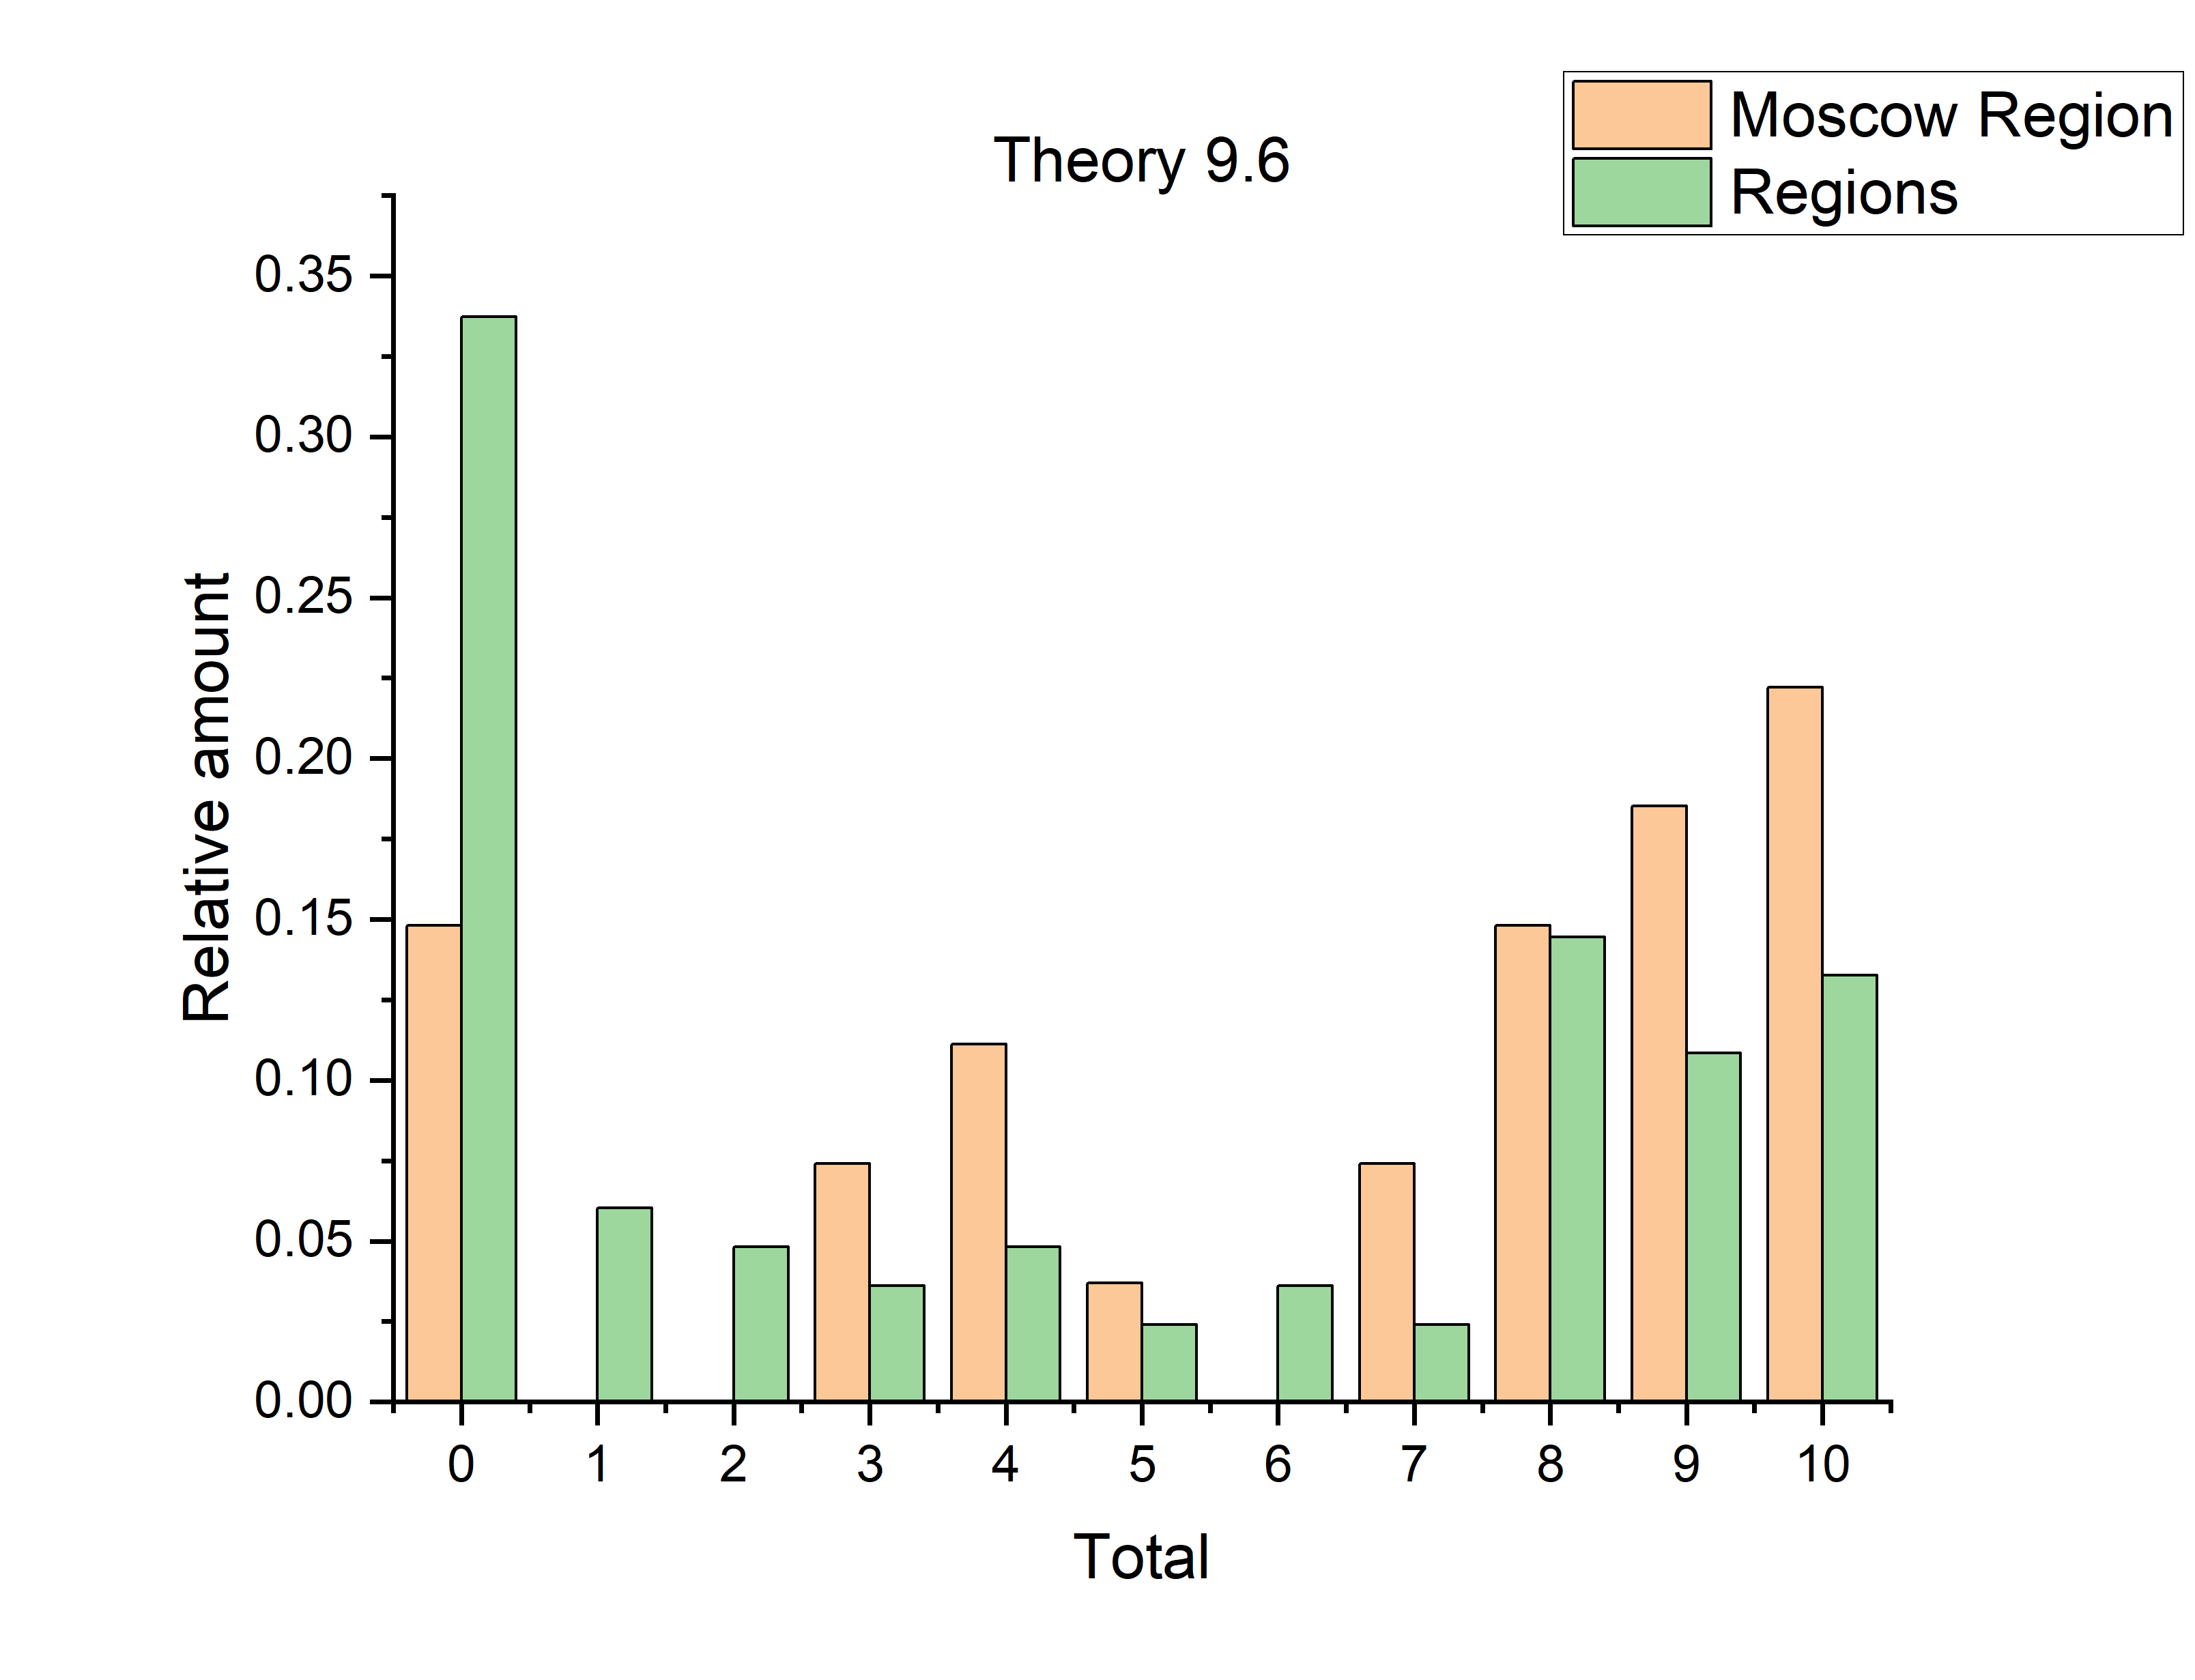 Moscow Region
Regions
Theory 9.6
0.35
0.30
0.25
0.20
0.15
0.10
0.05
0.00
Relative amount
0 1 2 3 4 5 6 7 8 9 10
Total